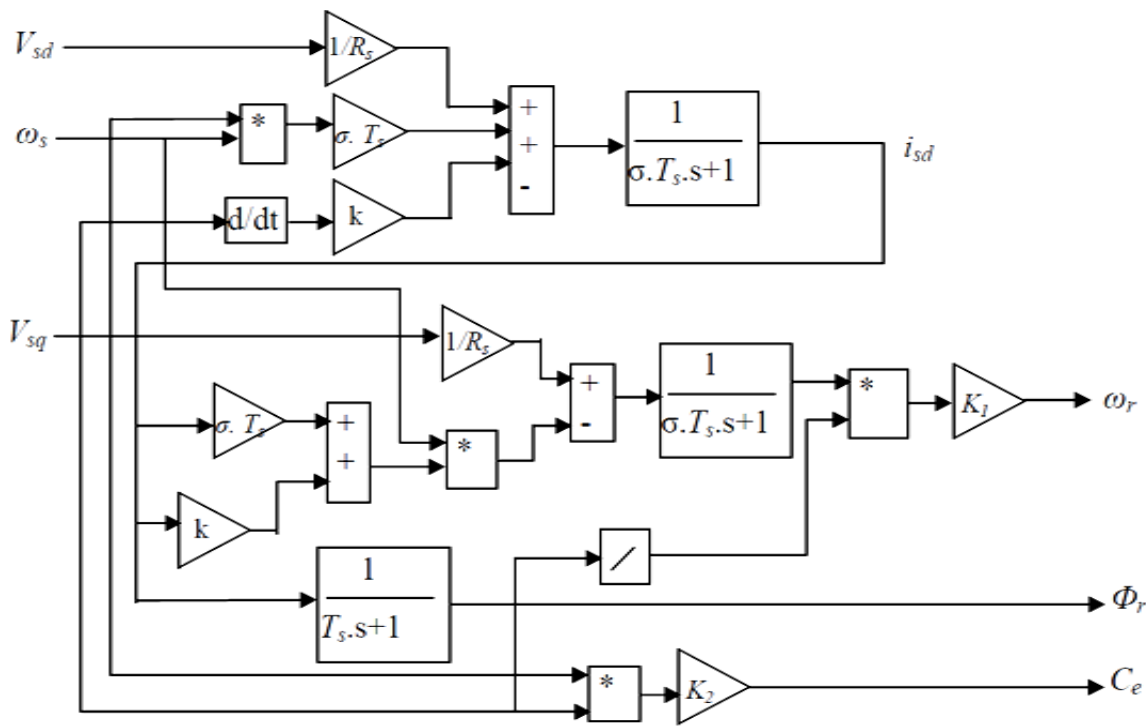 V_sd
1/R_s
ω_s
*
σ. T_s
+
+
-
1
σ.T_s.s+1
i_sd
d/dt
k
V_sq
1/R_s
+
-
1
σ.T_s.s+1
*
K_1
ω_r
σ. T_s
+
+
*
k
/
1
T_s.s+1
Φ_r
*
K_2
C_e